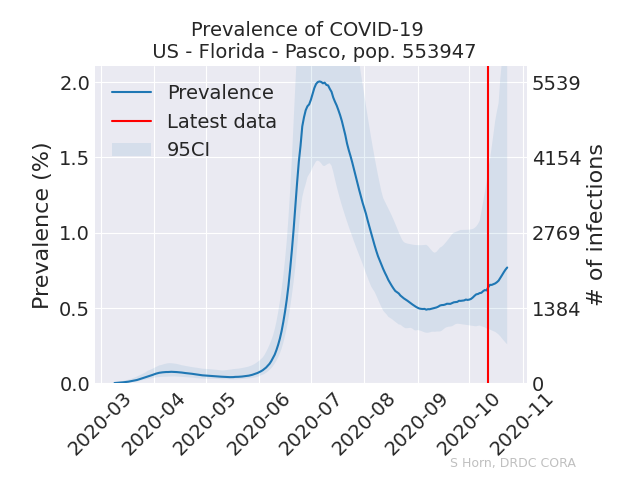 Prevalence of COVID-19
US - Florida - Pasco, pop. 553947
Prevalence
Latest data
95CI
Prevalence (%)
2.0
1.5
1.0
0.5
0.0
5539
4154
2769
1384
0
# of infections
2020-03
2020-04
2020-05
2020-06
2020-07
2020-08
2020-09
2020-10
2020-11
S Horn, DRDC CORA